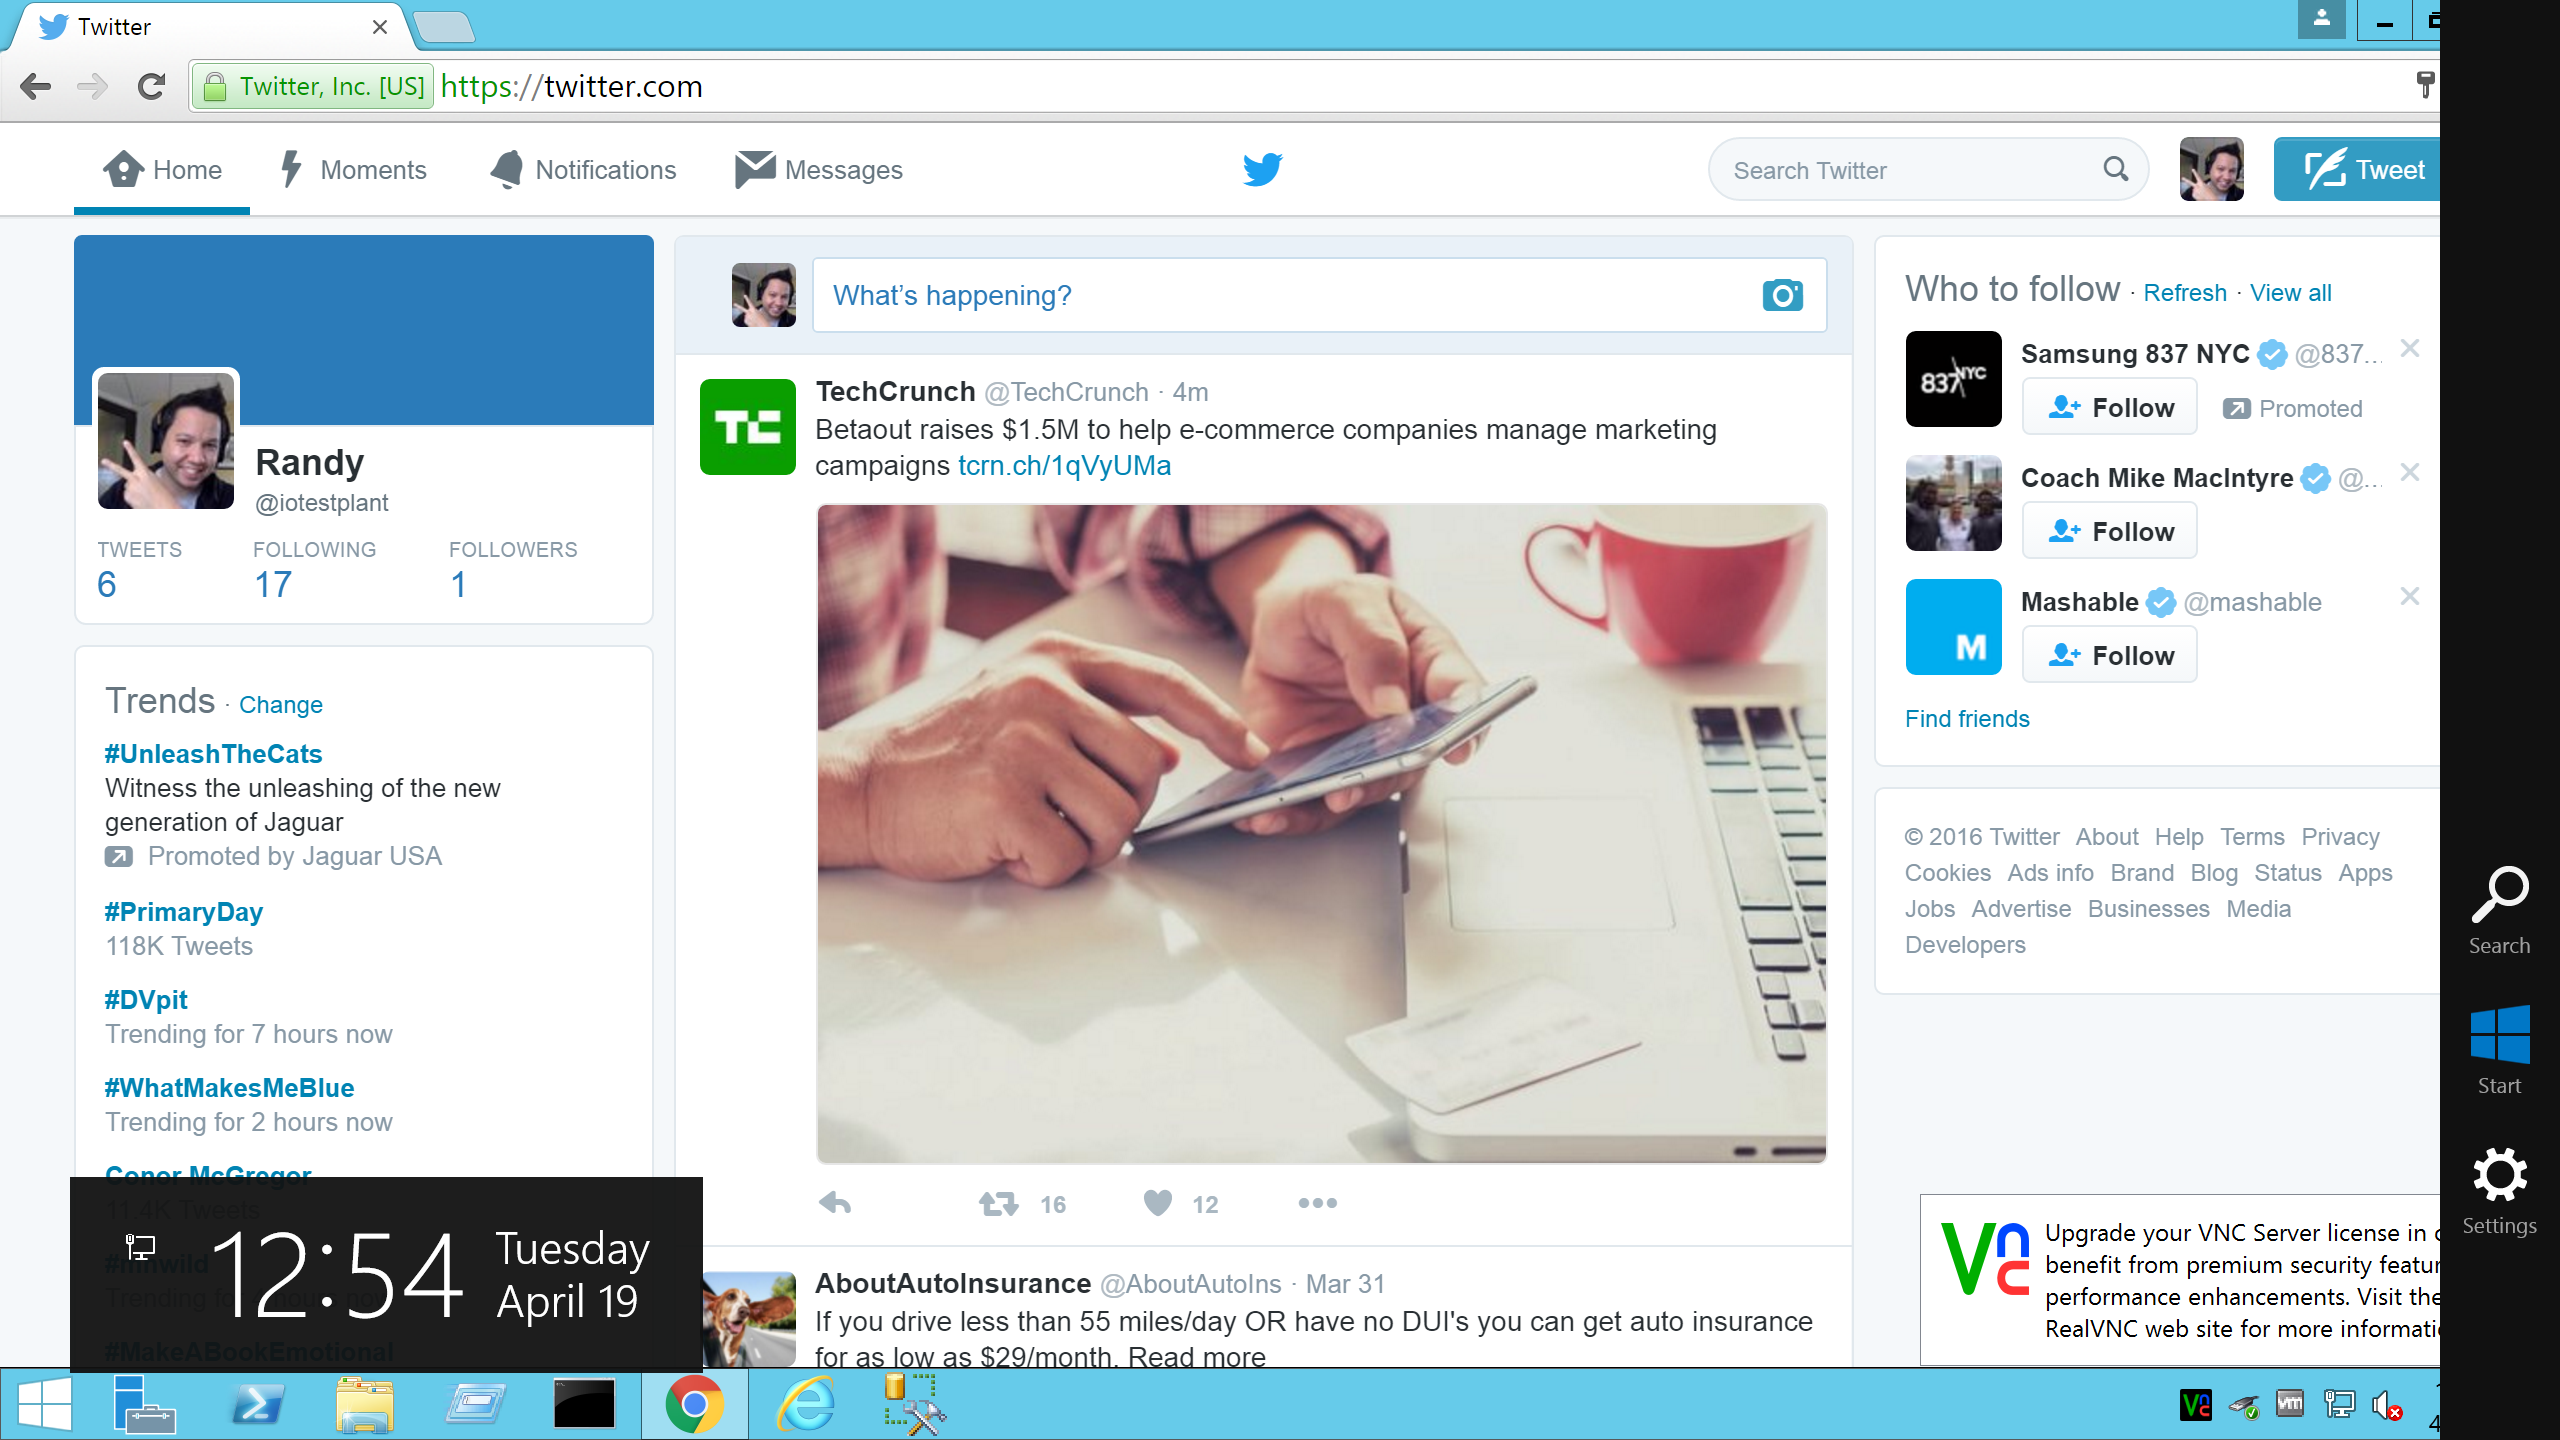 Twitter
Twitter, Inc. [US] https://twitter.com
Home Moments Notifications Messages
Search Twitter
Tweet
Randy
@iotestplant
TWEETS FOLLOWING FOLLOWERS
6 17 1
Trends · Change
#UnleashTheCats
Witness the unleashing of the new
generation of Jaguar
Promoted by Jaguar USA
#PrimaryDay
118K Tweets
#DVpit
Trending for 7 hours now
#WhatMakesMeBlue
Trending for 2 hours now
Conor McGregor
11.4K Tweets
#mnwild
#MakeABookEmotional
12:54
Tuesday
April 19
What's happening?
TC
TechCrunch @TechCrunch · 4m
Betaout raises $1.5M to help e-commerce companies manage marketing
campaigns tcrn.ch/1qVyUMa
16 12
AboutAutoInsurance @AboutAutoIns · Mar 31
If you drive less than 55 miles/day OR have no DUI's you can get auto insurance
for as low as $29/month. Read more
Who to follow · Refresh · View all
837 NYC
Samsung 837 NYC @837...
Follow Promoted
Coach Mike MacIntyre @...
Follow
M
Mashable @mashable
Follow
Find friends
© 2016 Twitter About Help Terms Privacy
Cookies Ads info Brand Blog Status Apps
Jobs Advertise Businesses Media
Developers
Vnc
Upgrade your VNC Server license in
benefit from premium security featur
performance enhancements. Visit the
RealVNC web site for more informati
Search
Start
Settings
Vnc
vm